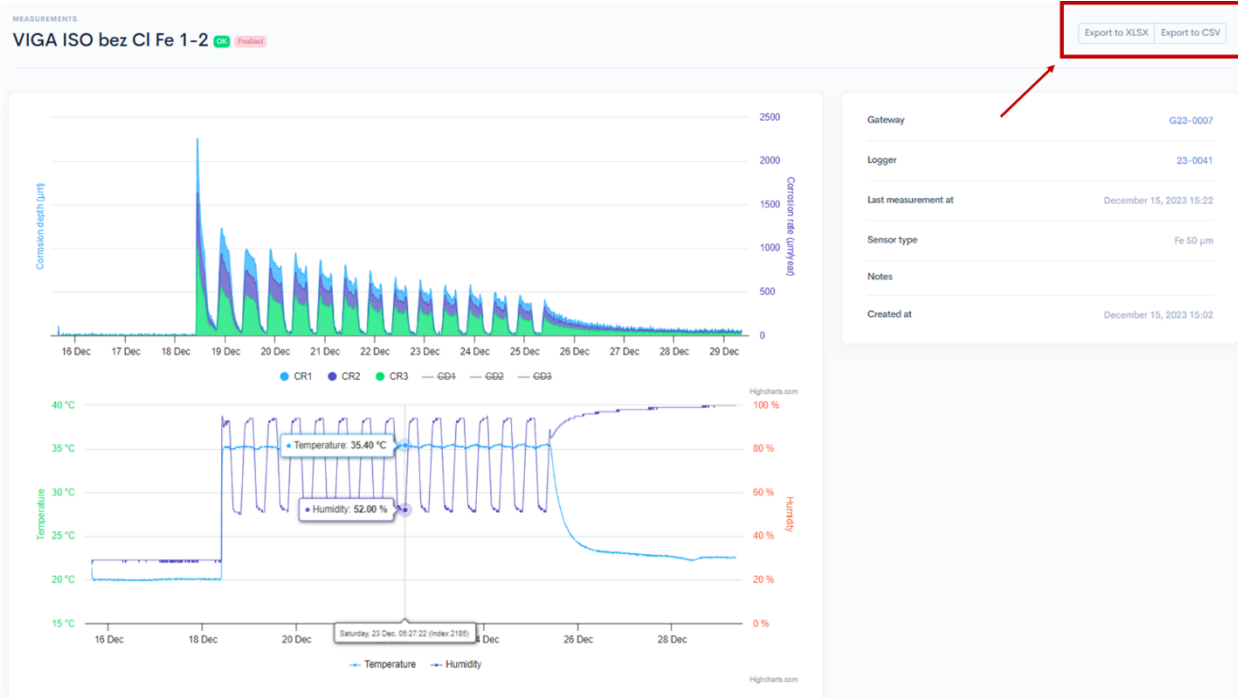 MEASUREMENTS
VIGA ISO bez Cl Fe 1-2 OK Finalized
Export to XLSX Export to CSV
2500
2000
1500
1000
500
0
Corrosion depth (µm)
Corrosion rate (µm/year)
16 Dec 17 Dec 18 Dec 19 Dec 20 Dec 21 Dec 22 Dec 23 Dec 24 Dec 25 Dec 26 Dec 27 Dec 28 Dec 29 Dec
CR1 CR2 CR3 CD1 CD2 CD3
Highcharts.com
40 °C 100 %
35 °C 80 %
30 °C 60 %
25 °C 40 %
20 °C 20 %
15 °C 0 %
Temperature
Humidity
Temperature: 35.40 °C
Humidity: 52.00 %
16 Dec 18 Dec 20 Dec 4 Dec 26 Dec 28 Dec
Saturday, 23 Dec, 05:27:22 (Index 2185)
Temperature Humidity
Highcharts.com
Gateway G23-0007
Logger 23-0041
Last measurement at December 15, 2023 15:22
Sensor type Fe 50 µm
Notes
Created at December 15, 2023 15:02